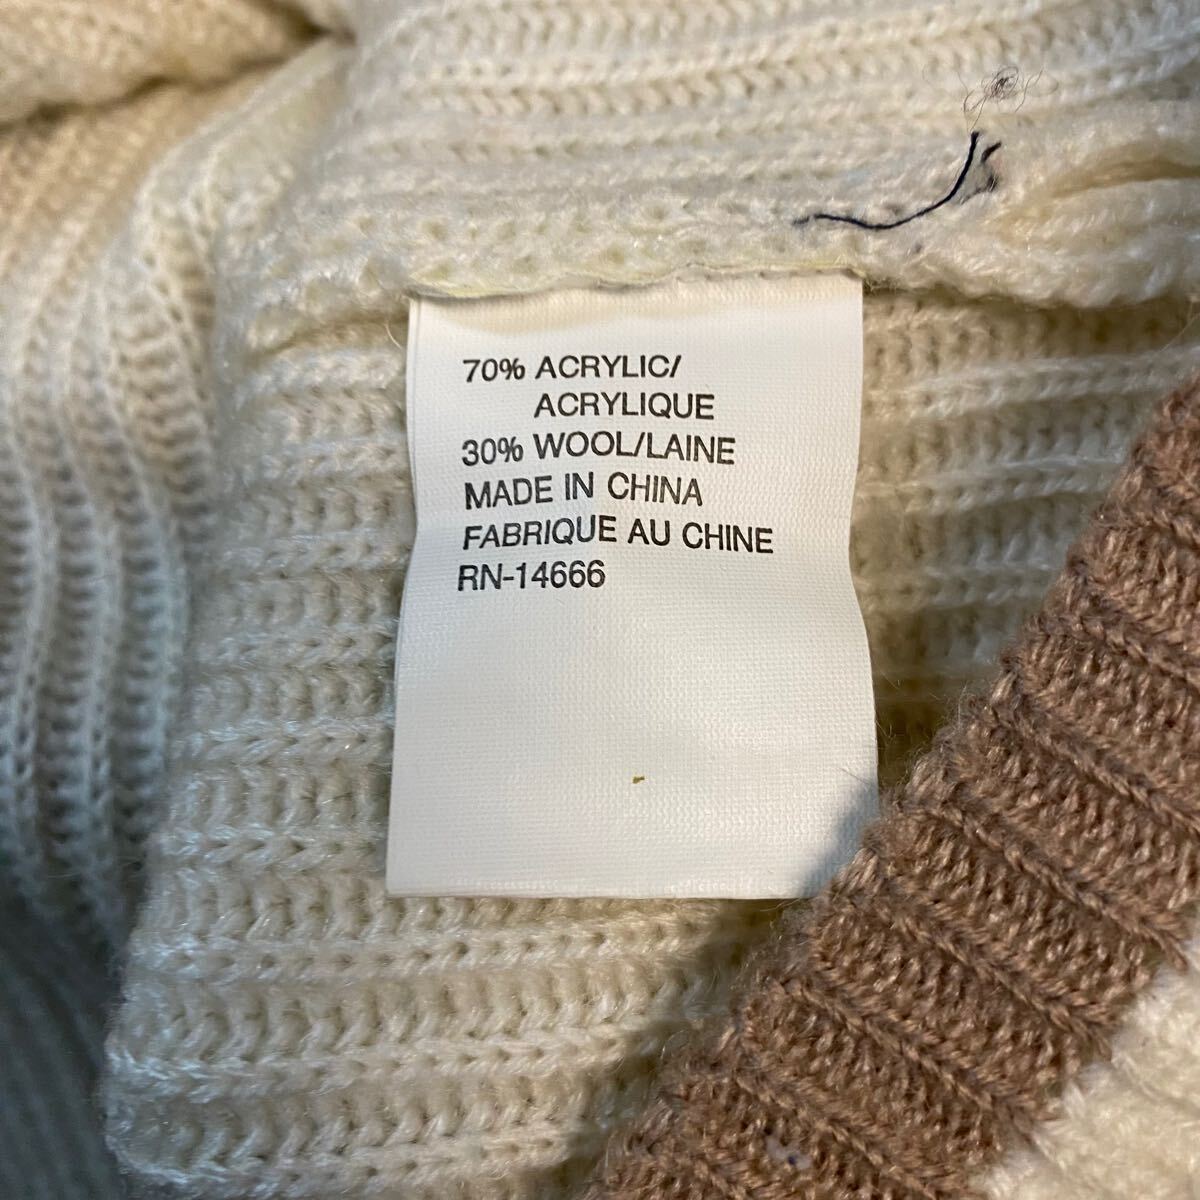 70% ACRYLIC/
ACRYLIQUE
30% WOOL/LAINE
MADE IN CHINA
FABRIQUE AU CHINE
RN-14666